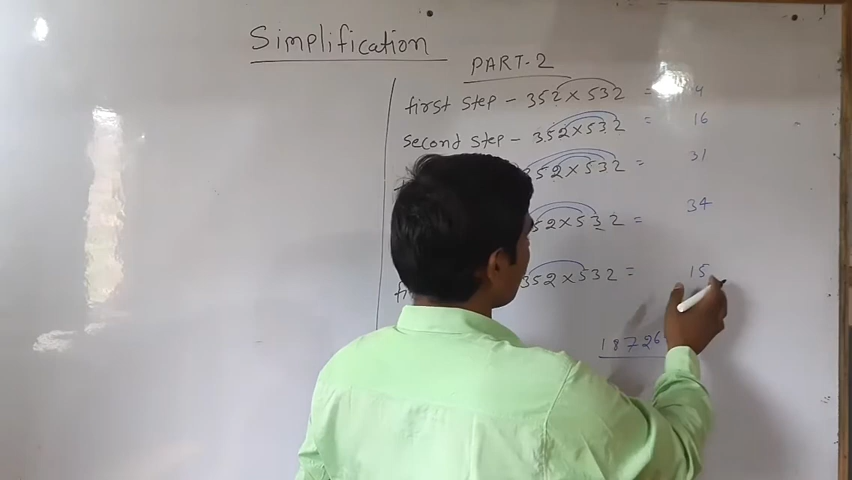 Simplification
PART-2
first step - 352 × 532 = 4
second step - 352 × 532 = 16
352 × 532 = 31
52 × 532 = 34
352 × 532 = 15
18726